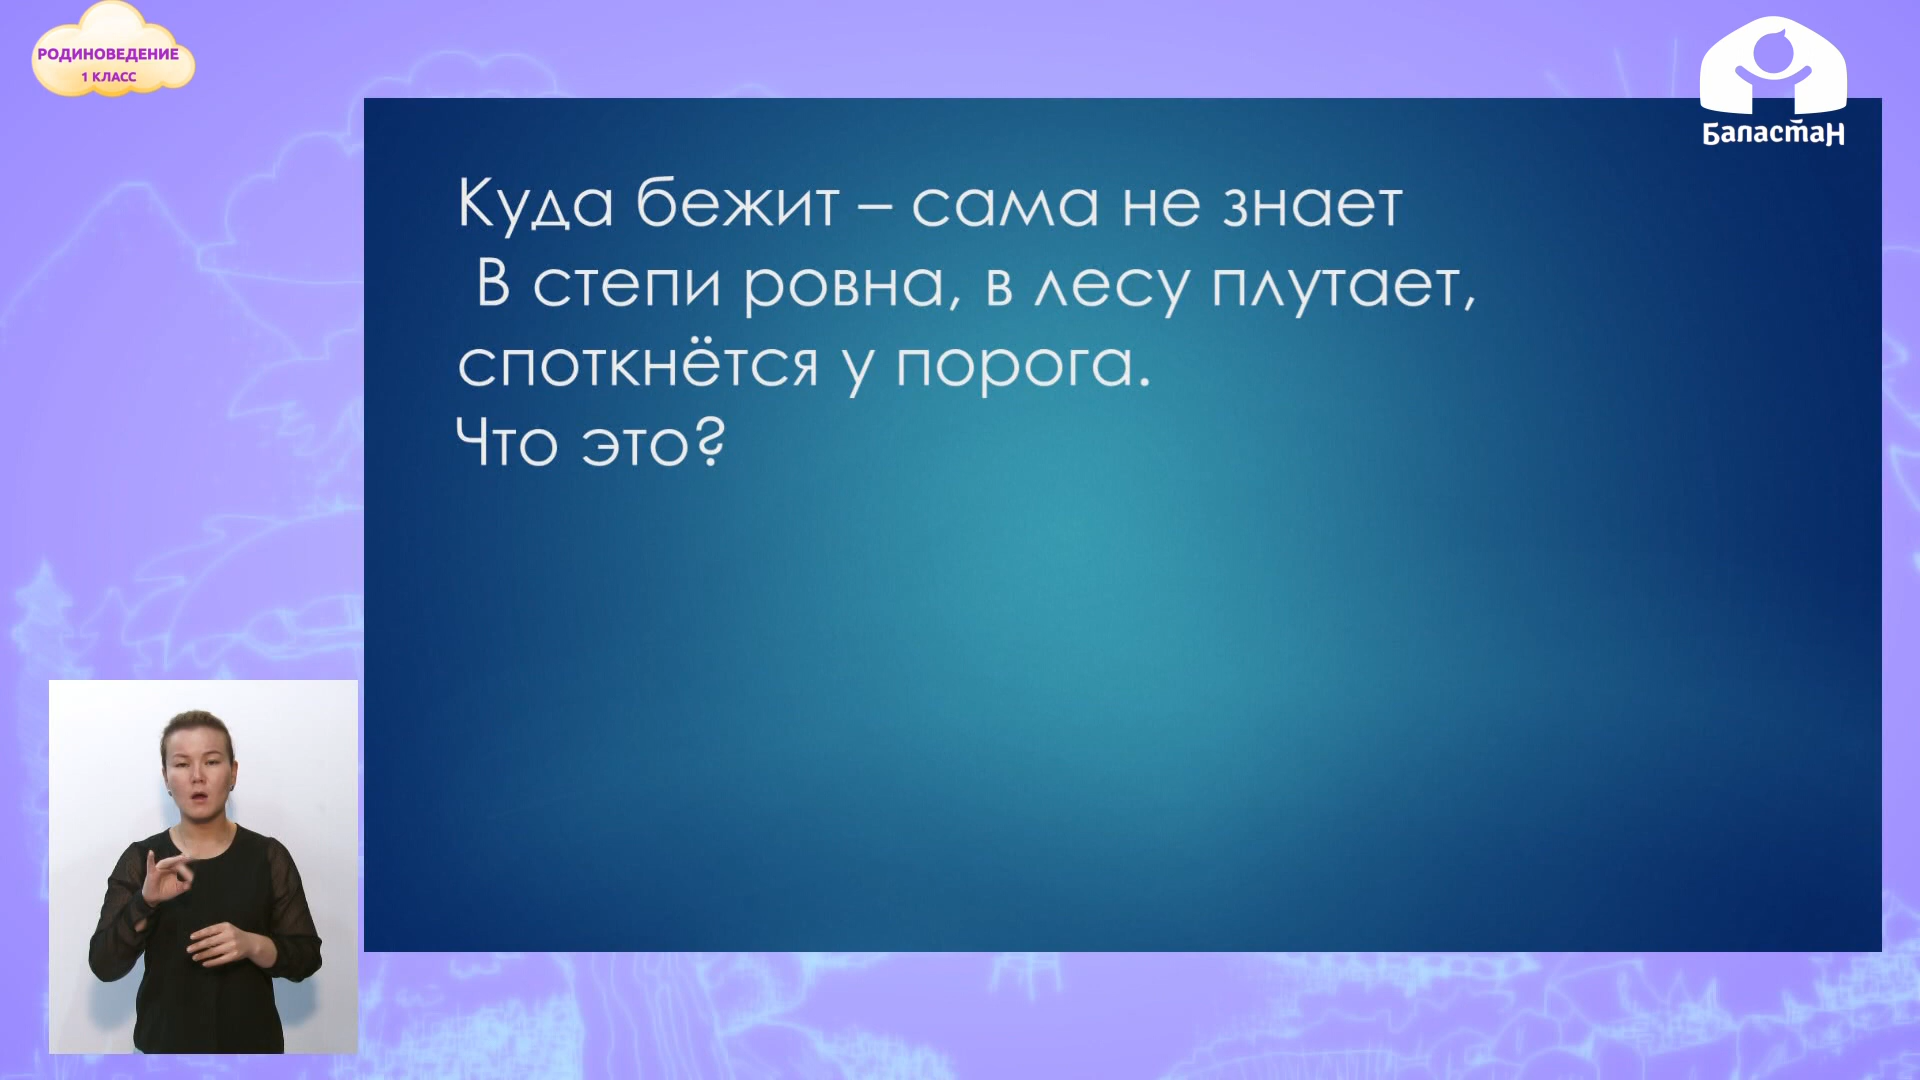 РОДИНОВЕДЕНИЕ
1 КЛАСС
Баластан
Куда бежит – сама не знает
В степи ровна, в лесу плутает,
споткнётся у порога.
Что это?